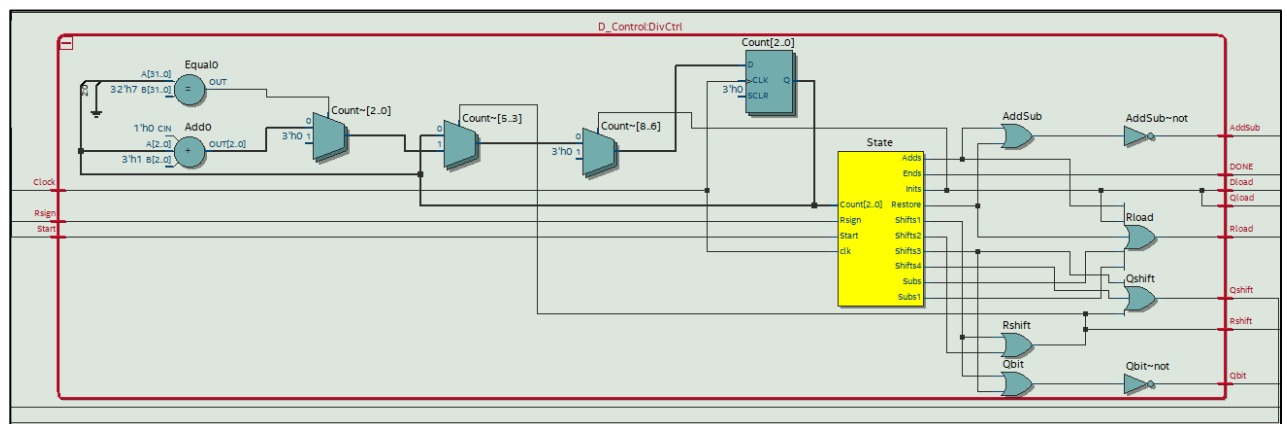 D_Control:DivCtrl
Count[2..0]
Equal0
A[31..0]
32'h7 B[31..0]
=
OUT
2:0
Count~[2..0]
0
3'h0 1
Add0
1'h0 CIN
A[2..0]
3'h1 B[2..0]
+
OUT[2..0]
Count~[5..3]
0
1
Count~[8..6]
0
3'h0 1
D
CLK
3'h0
SCLR
Q
State
Count[2..0]
Rsign
Start
clk
Adds
Ends
Inits
Restore
Shifts1
Shifts2
Shifts3
Shifts4
Subs
Subs1
AddSub
AddSub~not
Rload
Qshift
Rshift
Qbit
Qbit~not
Clock
Rsign
Start
AddSub
DONE
Dload
Qload
Rload
Qshift
Rshift
Qbit